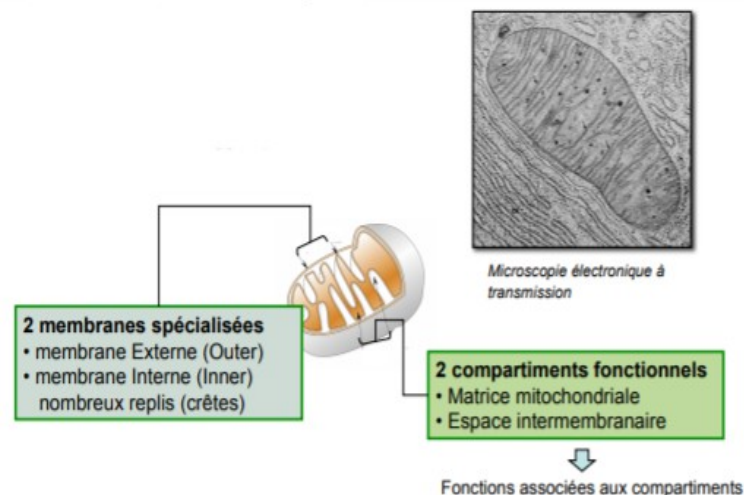 Microscopie électronique à
transmission
2 membranes spécialisées
• membrane Externe (Outer)
• membrane Interne (Inner)
nombreux replis (crêtes)
2 compartiments fonctionnels
• Matrice mitochondriale
• Espace intermembranaire
Fonctions associées aux compartiments